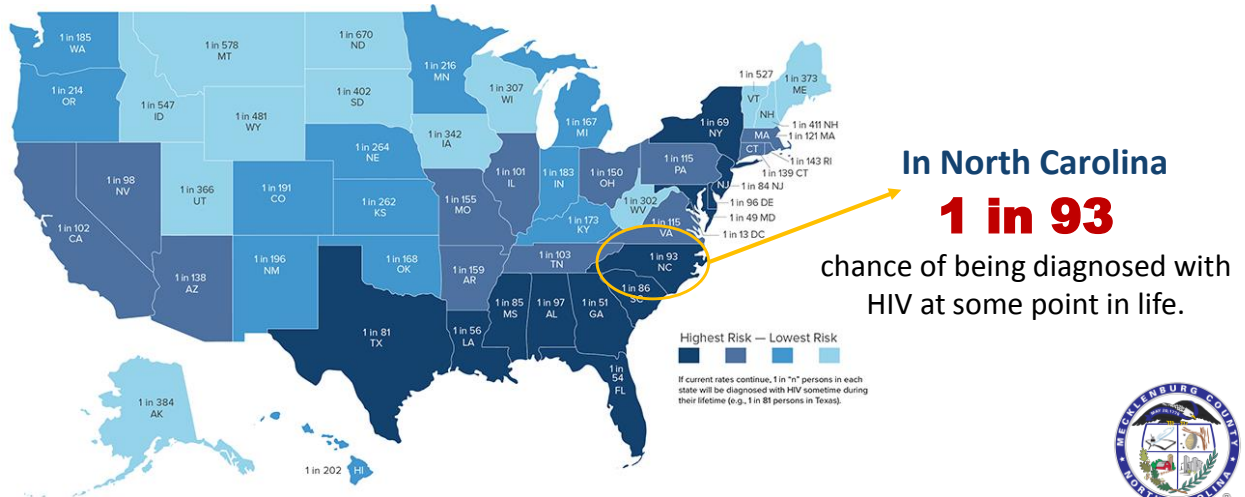 1 in 185
WA
1 in 214
OR
1 in 102
CA
1 in 98
NV
1 in 547
ID
1 in 578
MT
1 in 481
WY
1 in 366
UT
1 in 138
AZ
1 in 191
CO
1 in 196
NM
1 in 670
ND
1 in 402
SD
1 in 264
NE
1 in 262
KS
1 in 168
OK
1 in 81
TX
1 in 216
MN
1 in 342
IA
1 in 155
MO
1 in 159
AR
1 in 56
LA
1 in 307
WI
1 in 101
IL
1 in 167
MI
1 in 183
IN
1 in 150
OH
1 in 173
KY
1 in 103
TN
1 in 85
MS
1 in 97
AL
1 in 51
GA
1 in
54
FL
1 in 86
SC
1 in 93
NC
1 in 115
VA
1 in 302
WV
1 in 115
PA
1 in 69
NY
1 in 527
VT
NH
1 in 373
ME
1 in 411 NH
MA
1 in 121 MA
CT
1 in 143 RI
1 in 139 CT
NJ
1 in 84 NJ
1 in 96 DE
1 in 49 MD
1 in 13 DC
1 in 384
AK
1 in 202
HI
Highest Risk — Lowest Risk
If current rates continue, 1 in "n" persons in each
state will be diagnosed with HIV sometime during
their lifetime (e.g., 1 in 81 persons in Texas).
In North Carolina
1 in 93
chance of being diagnosed with
HIV at some point in life.
MECKLENBURG COUNTY
NORTH CAROLINA
®